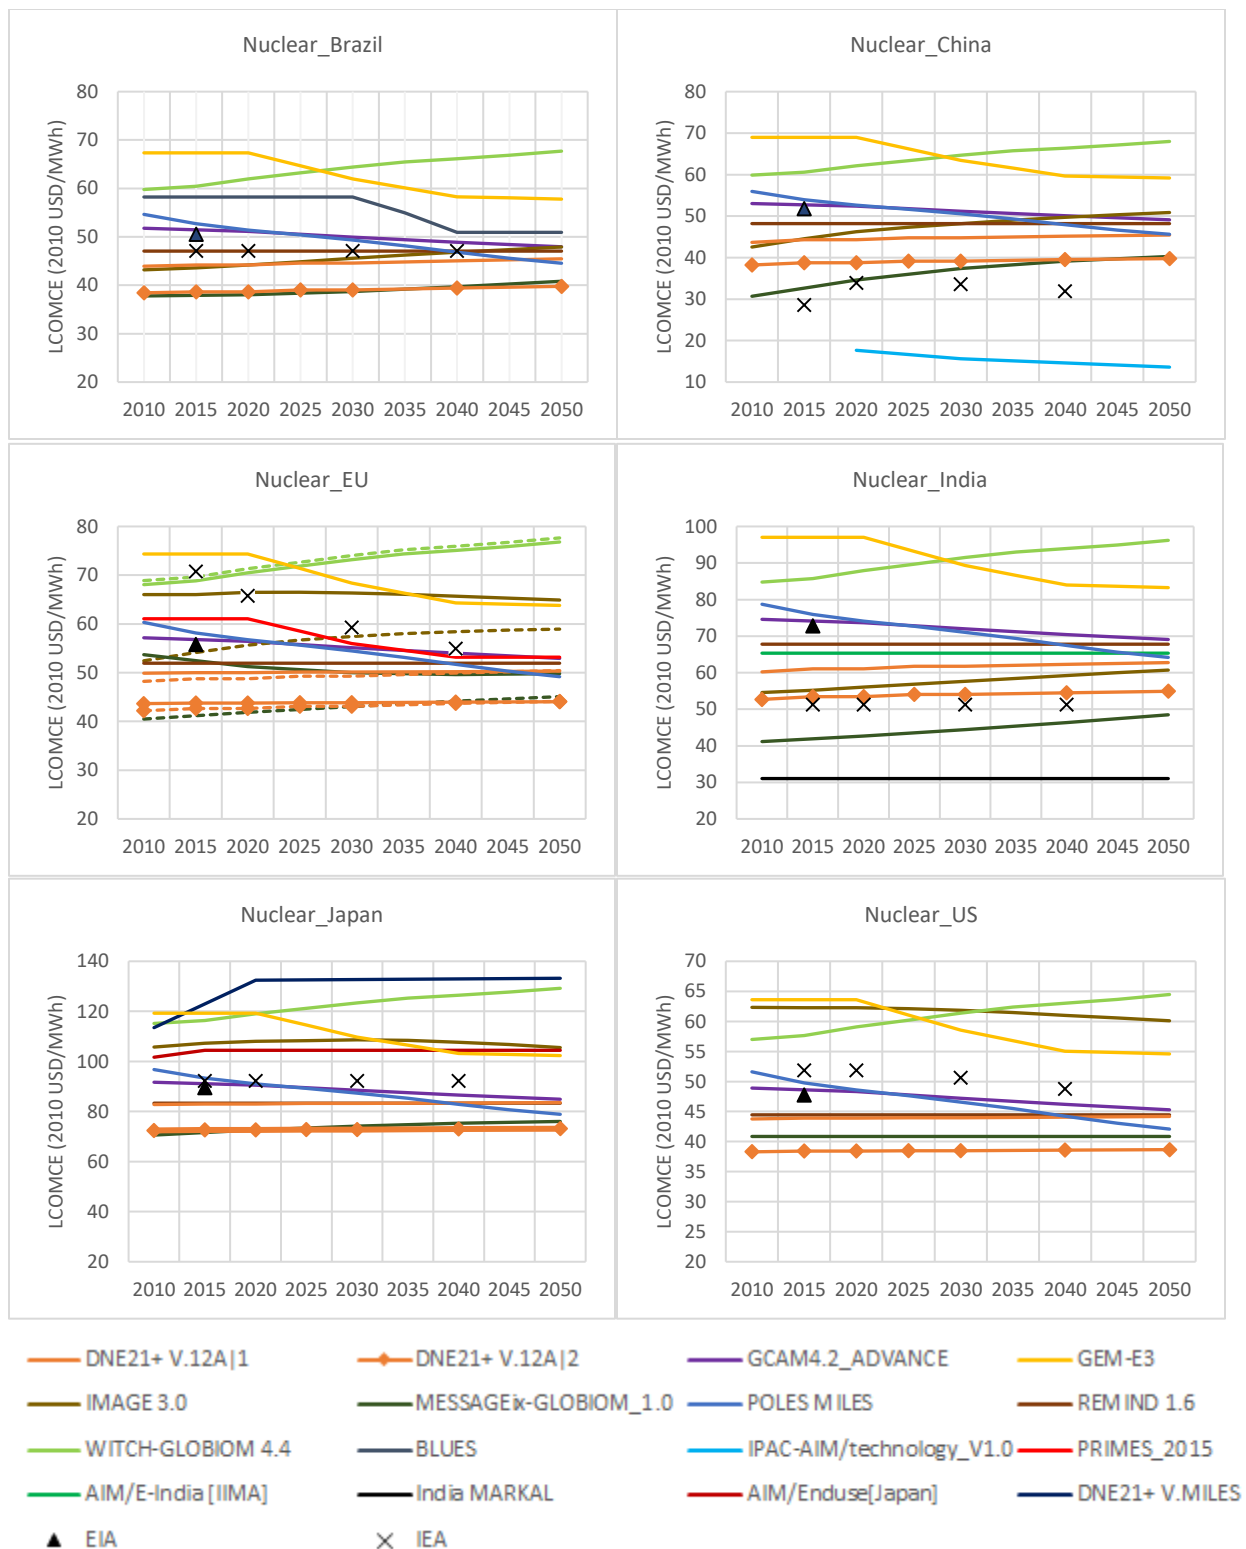 Nuclear_Brazil
LCOMCE (2010 USD/MWh)
80
70
60
50
40
30
20
2010 2015 2020 2025 2030 2035 2040 2045 2050
Nuclear_China
LCOMCE (2010 USD/MWh)
80
70
60
50
40
30
20
10
2010 2015 2020 2025 2030 2035 2040 2045 2050
Nuclear_EU
LCOMCE (2010 USD/MWh)
80
70
60
50
40
30
20
2010 2015 2020 2025 2030 2035 2040 2045 2050
Nuclear_India
LCOMCE (2010 USD/MWh)
100
90
80
70
60
50
40
30
20
2010 2015 2020 2025 2030 2035 2040 2045 2050
Nuclear_Japan
LCOMCE (2010 USD/MWh)
140
120
100
80
60
40
20
2010 2015 2020 2025 2030 2035 2040 2045 2050
Nuclear_US
LCOMCE (2010 USD/MWh)
70
65
60
55
50
45
40
35
30
25
20
2010 2015 2020 2025 2030 2035 2040 2045 2050
DNE21+ V.12A|1 DNE21+ V.12A|2 GCAM4.2_ADVANCE GEM-E3
IMAGE 3.0 MESSAGEix-GLOBIOM_1.0 POLES MILES REMIND 1.6
WITCH-GLOBIOM 4.4 BLUES IPAC-AIM/technology_V1.0 PRIMES_2015
AIM/E-India [IIMA] India MARKAL AIM/Enduse[Japan] DNE21+ V.MILES
EIA IEA